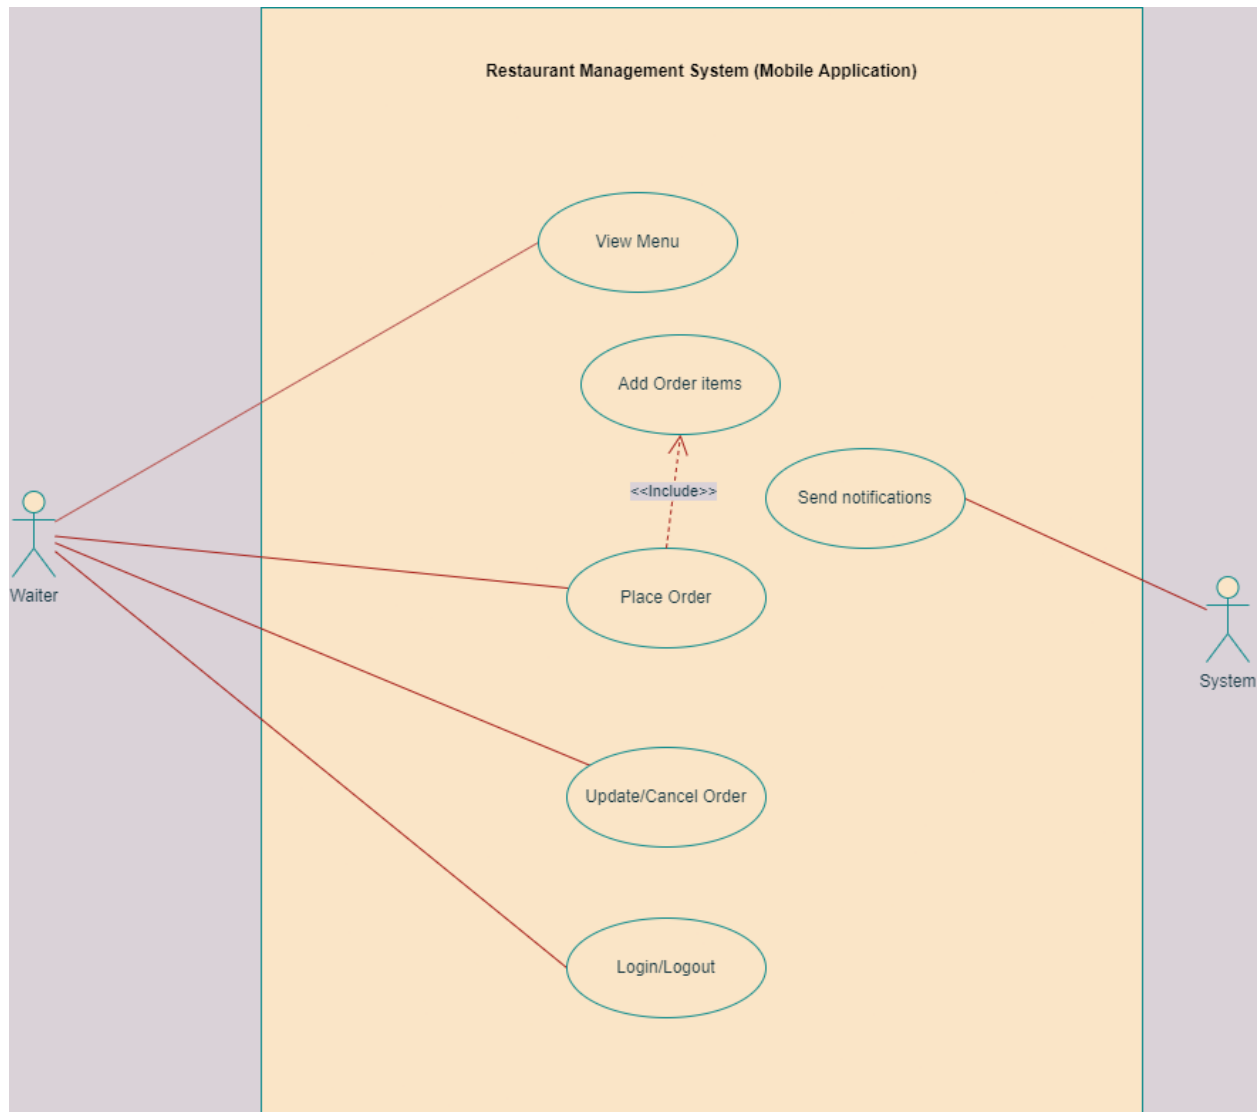 Restaurant Management System (Mobile Application)
View Menu
Add Order items
<<Include>>
Send notifications
Waiter
Place Order
System
Update/Cancel Order
Login/Logout